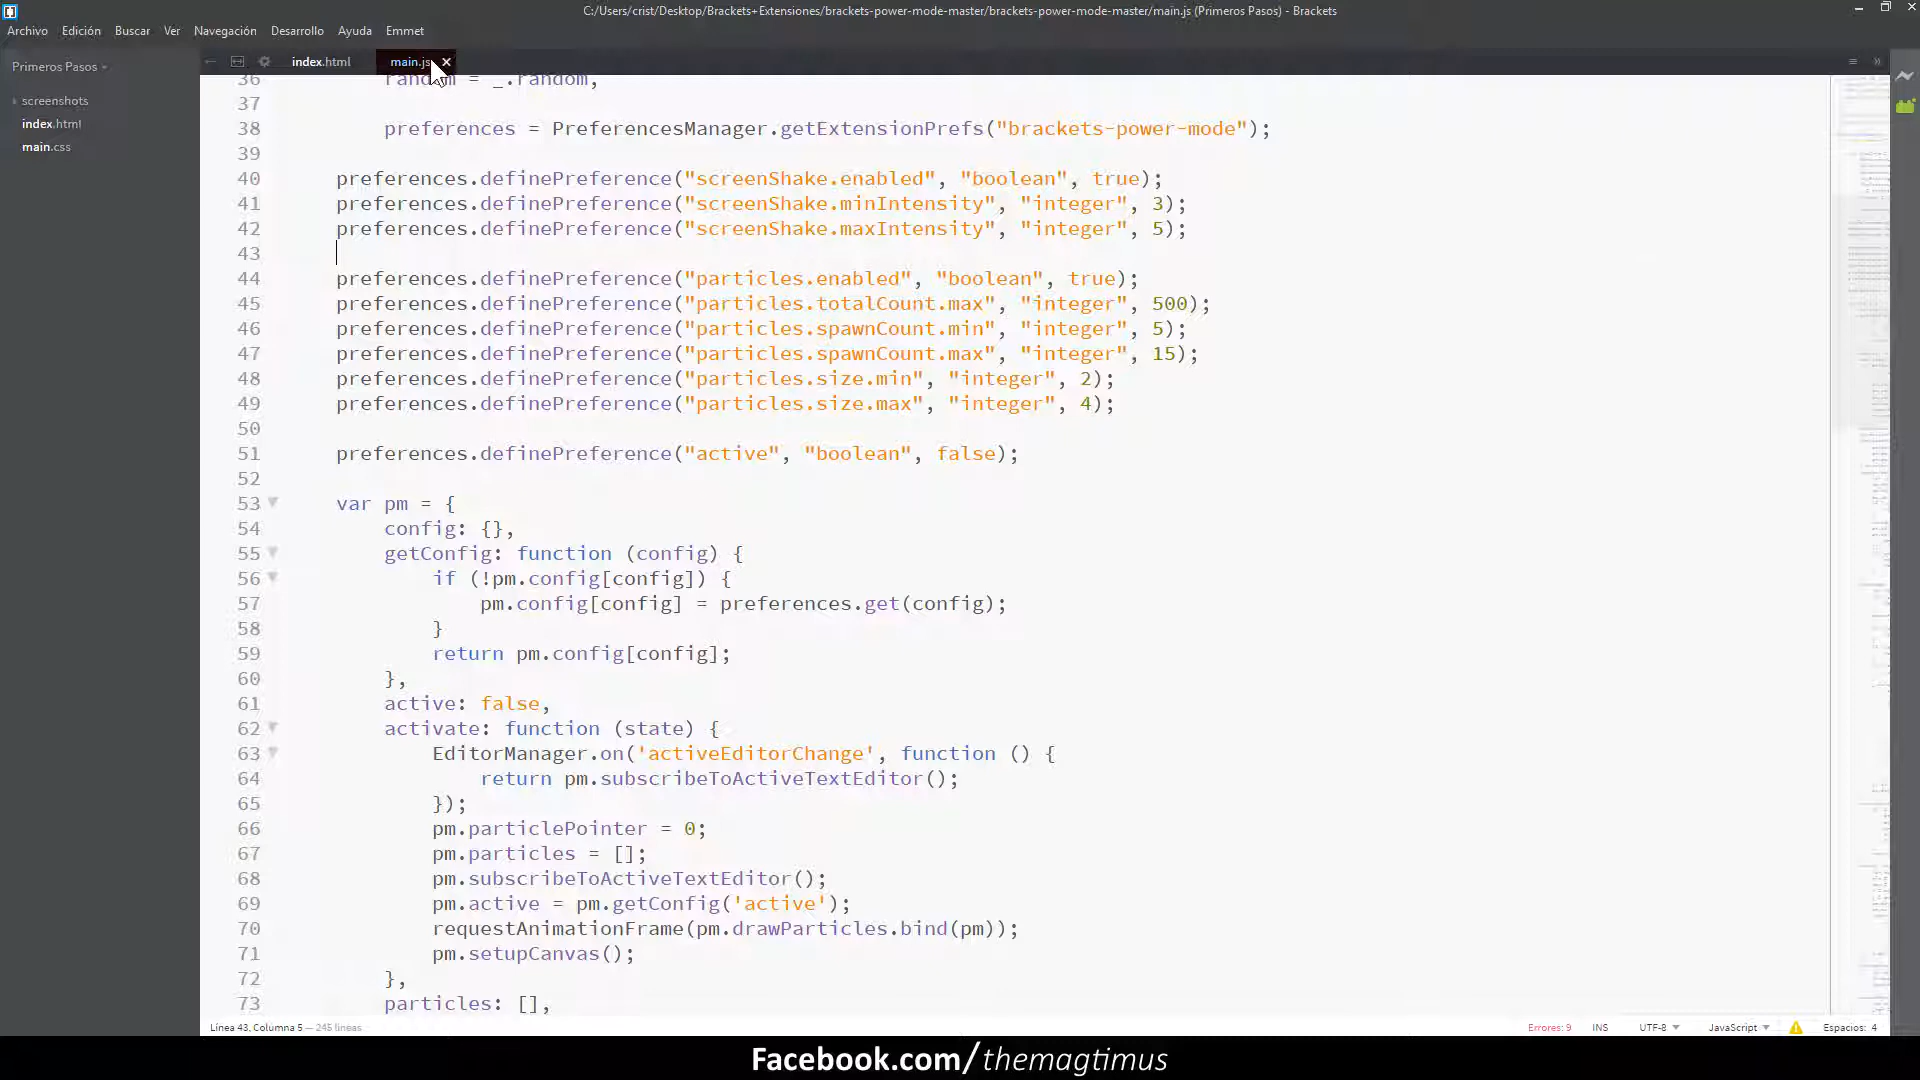 C:/Users/crist/Desktop/Brackets+Extensiones/brackets-power-mode-master/brackets-power-mode-master/main.js (Primeros Pasos) - Brackets
Archivo Edición Buscar Ver Navegación Desarrollo Ayuda Emmet
Primeros Pasos
screenshots
index.html
main.css
index.html main.js
36 random = _.random,
37
38 preferences = PreferencesManager.getExtensionPrefs("brackets-power-mode");
39
40 preferences.definePreference("screenShake.enabled", "boolean", true);
41 preferences.definePreference("screenShake.minIntensity", "integer", 3);
42 preferences.definePreference("screenShake.maxIntensity", "integer", 5);
43
44 preferences.definePreference("particles.enabled", "boolean", true);
45 preferences.definePreference("particles.totalCount.max", "integer", 500);
46 preferences.definePreference("particles.spawnCount.min", "integer", 5);
47 preferences.definePreference("particles.spawnCount.max", "integer", 15);
48 preferences.definePreference("particles.size.min", "integer", 2);
49 preferences.definePreference("particles.size.max", "integer", 4);
50
51 preferences.definePreference("active", "boolean", false);
52
53 var pm = {
54 config: {},
55 getConfig: function (config) {
56 if (!pm.config[config]) {
57 pm.config[config] = preferences.get(config);
58 }
59 return pm.config[config];
60 },
61 active: false,
62 activate: function (state) {
63 EditorManager.on('activeEditorChange', function () {
64 return pm.subscribeToActiveTextEditor();
65 });
66 pm.particlePointer = 0;
67 pm.particles = [];
68 pm.subscribeToActiveTextEditor();
69 pm.active = pm.getConfig('active');
70 requestAnimationFrame(pm.drawParticles.bind(pm));
71 pm.setupCanvas();
72 },
73 particles: [],
Línea 43, Columna 5 — 245 líneas Errores: 9 INS UTF-8 JavaScript Espacios: 4
Facebook.com/themagtimus